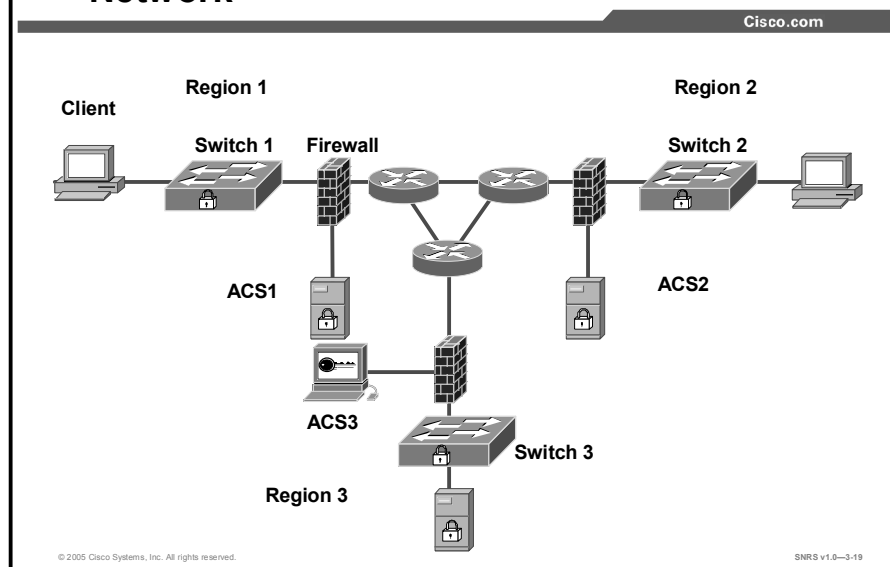 Network
Cisco.com
Region 1
Region 2
Client
Switch 1
Firewall
Switch 2
ACS1
ACS2
ACS3
Switch 3
Region 3
© 2005 Cisco Systems, Inc. All rights reserved.
SNRS v1.0—3-19